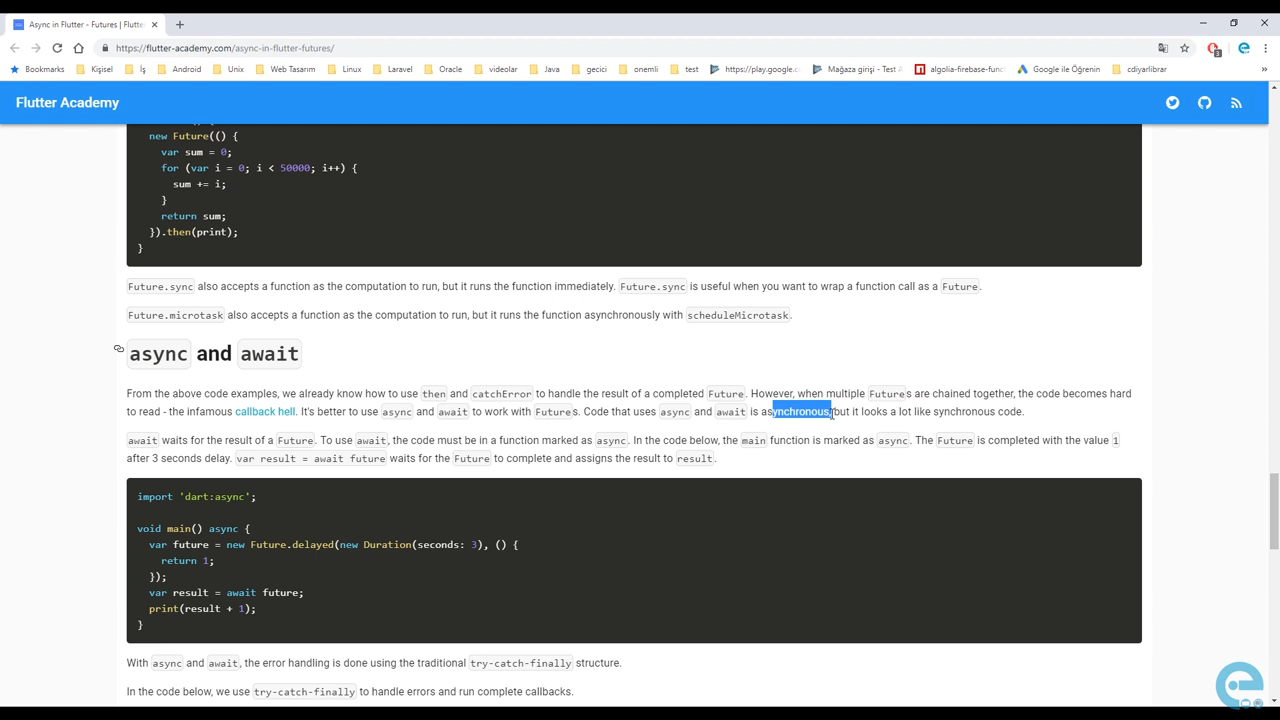 Async in Flutter - Futures | Flutte
https://flutter-academy.com/async-in-flutter-futures/
Bookmarks Kişisel İş Android Unix Web Tasarım Linux Laravel Oracle videolar Java gecici onemli test https://play.google.c Mağaza girişi - Test A algolia-firebase-func Google ile Öğrenin cdiyarlibrar »
Flutter Academy
new Future(() {
var sum = 0;
for (var i = 0; i < 50000; i++) {
sum += i;
}
return sum;
}).then(print);
}
Future.sync also accepts a function as the computation to run, but it runs the function immediately. Future.sync is useful when you want to wrap a function call as a Future.
Future.microtask also accepts a function as the computation to run, but it runs the function asynchronously with scheduleMicrotask.
async and await
From the above code examples, we already know how to use then and catchError to handle the result of a completed Future. However, when multiple Futures are chained together, the code becomes hard
to read - the infamous callback hell. It's better to use async and await to work with Futures. Code that uses async and await is asynchronous, but it looks a lot like synchronous code.
await waits for the result of a Future. To use await, the code must be in a function marked as async. In the code below, the main function is marked as async. The Future is completed with the value 1
after 3 seconds delay. var result = await future waits for the Future to complete and assigns the result to result.
import 'dart:async';
void main() async {
var future = new Future.delayed(new Duration(seconds: 3), () {
return 1;
});
var result = await future;
print(result + 1);
}
With async and await, the error handling is done using the traditional try-catch-finally structure.
In the code below, we use try-catch-finally to handle errors and run complete callbacks.